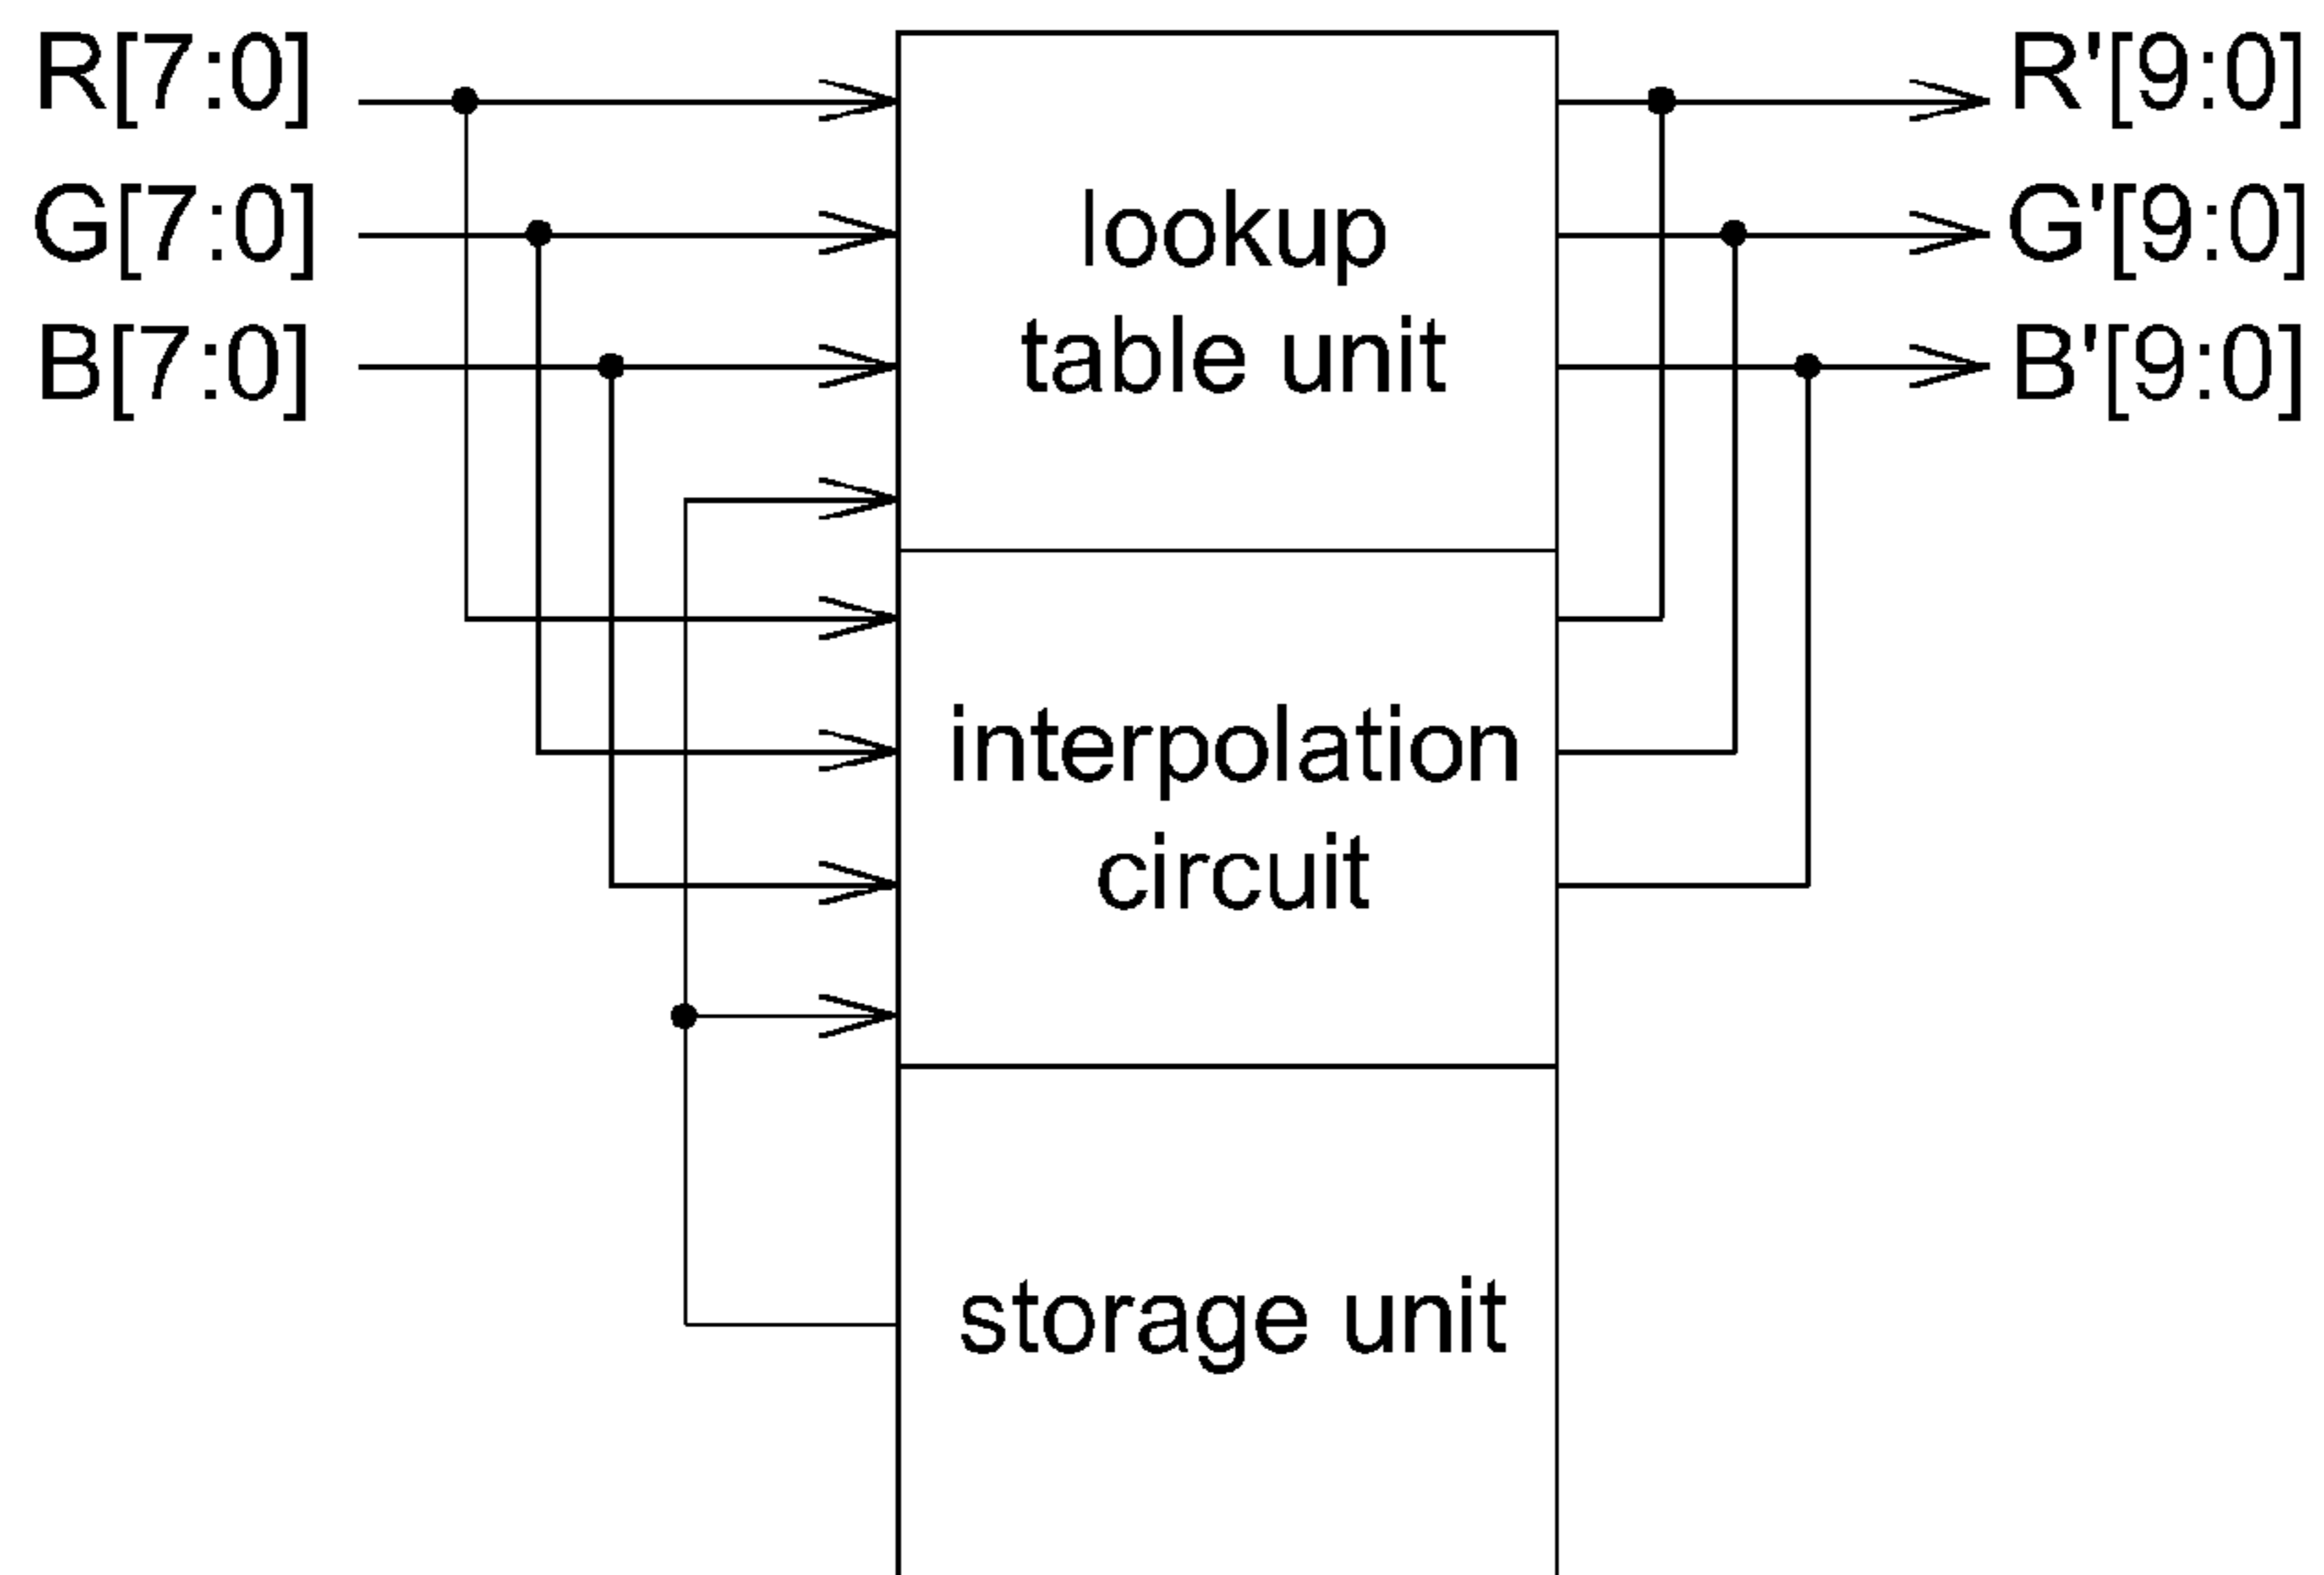 R[7:0]
G[7:0]
B[7:0]
lookup
table unit
interpolation
circuit
storage unit
R'[9:0]
G'[9:0]
B'[9:0]